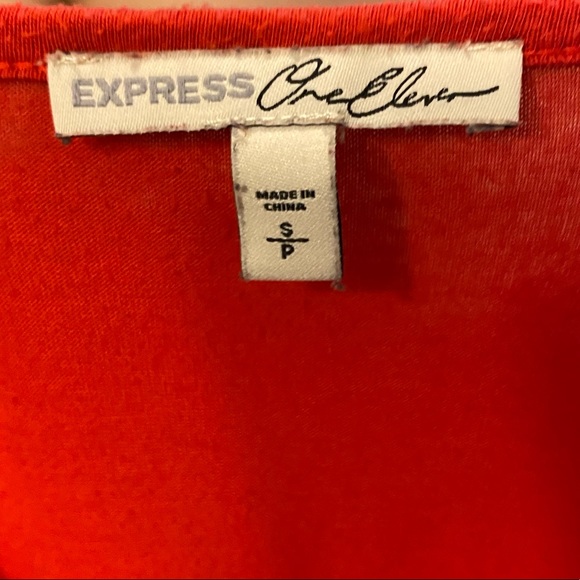 EXPRESS One Eleven
MADE IN
CHINA
S
P